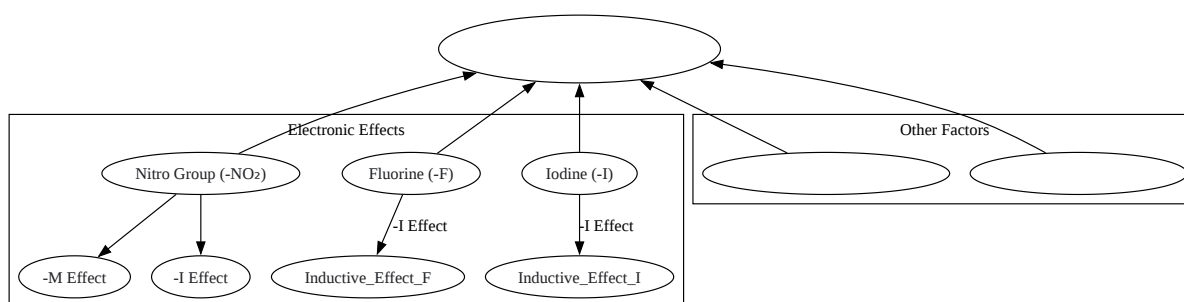 Electronic Effects
Other Factors
Nitro Group (-NO₂)
Fluorine (-F)
Iodine (-I)
-I Effect
-I Effect
-M Effect
-I Effect
Inductive_Effect_F
Inductive_Effect_I